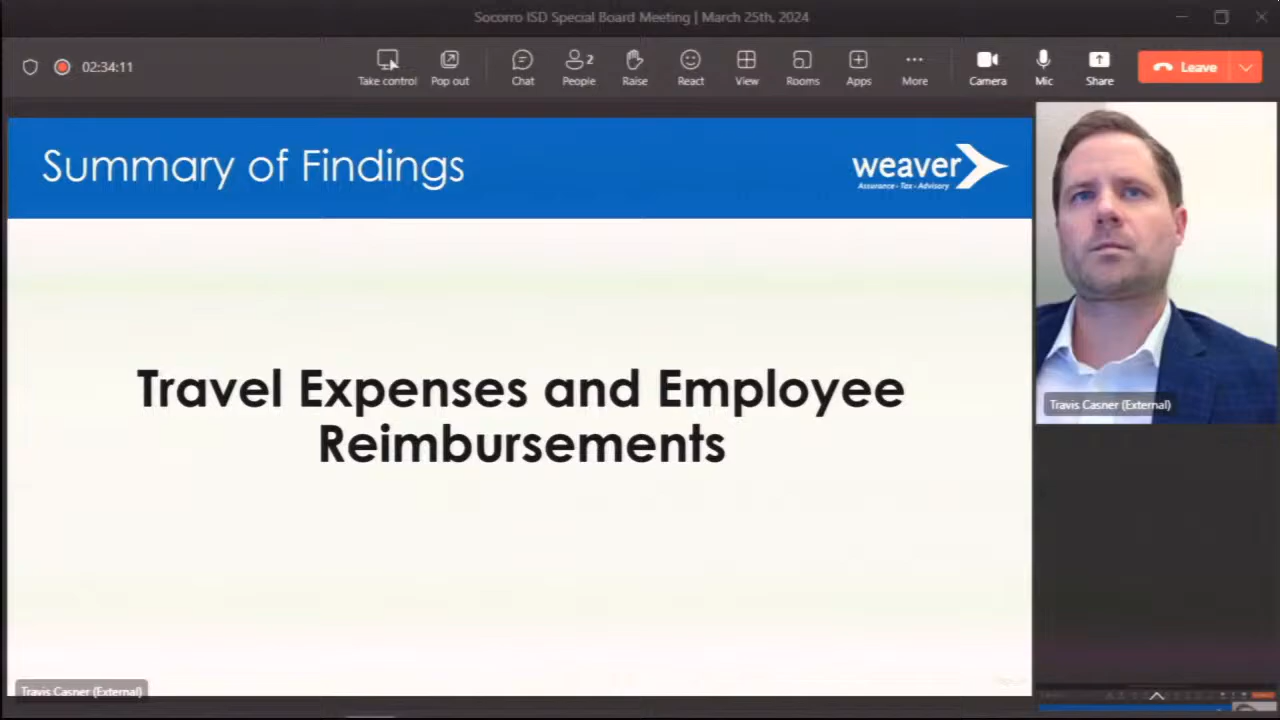 Socorro ISD Special Board Meeting | March 25th, 2024
02:34:11
Take control
Pop out
Chat
2
People
Raise
React
View
Rooms
Apps
More
Camera
Mic
Share
Leave
Summary of Findings
weaver
Assurance • Tax • Advisory
Travel Expenses and Employee
Reimbursements
Travis Casner (External)
Travis Casner (External)